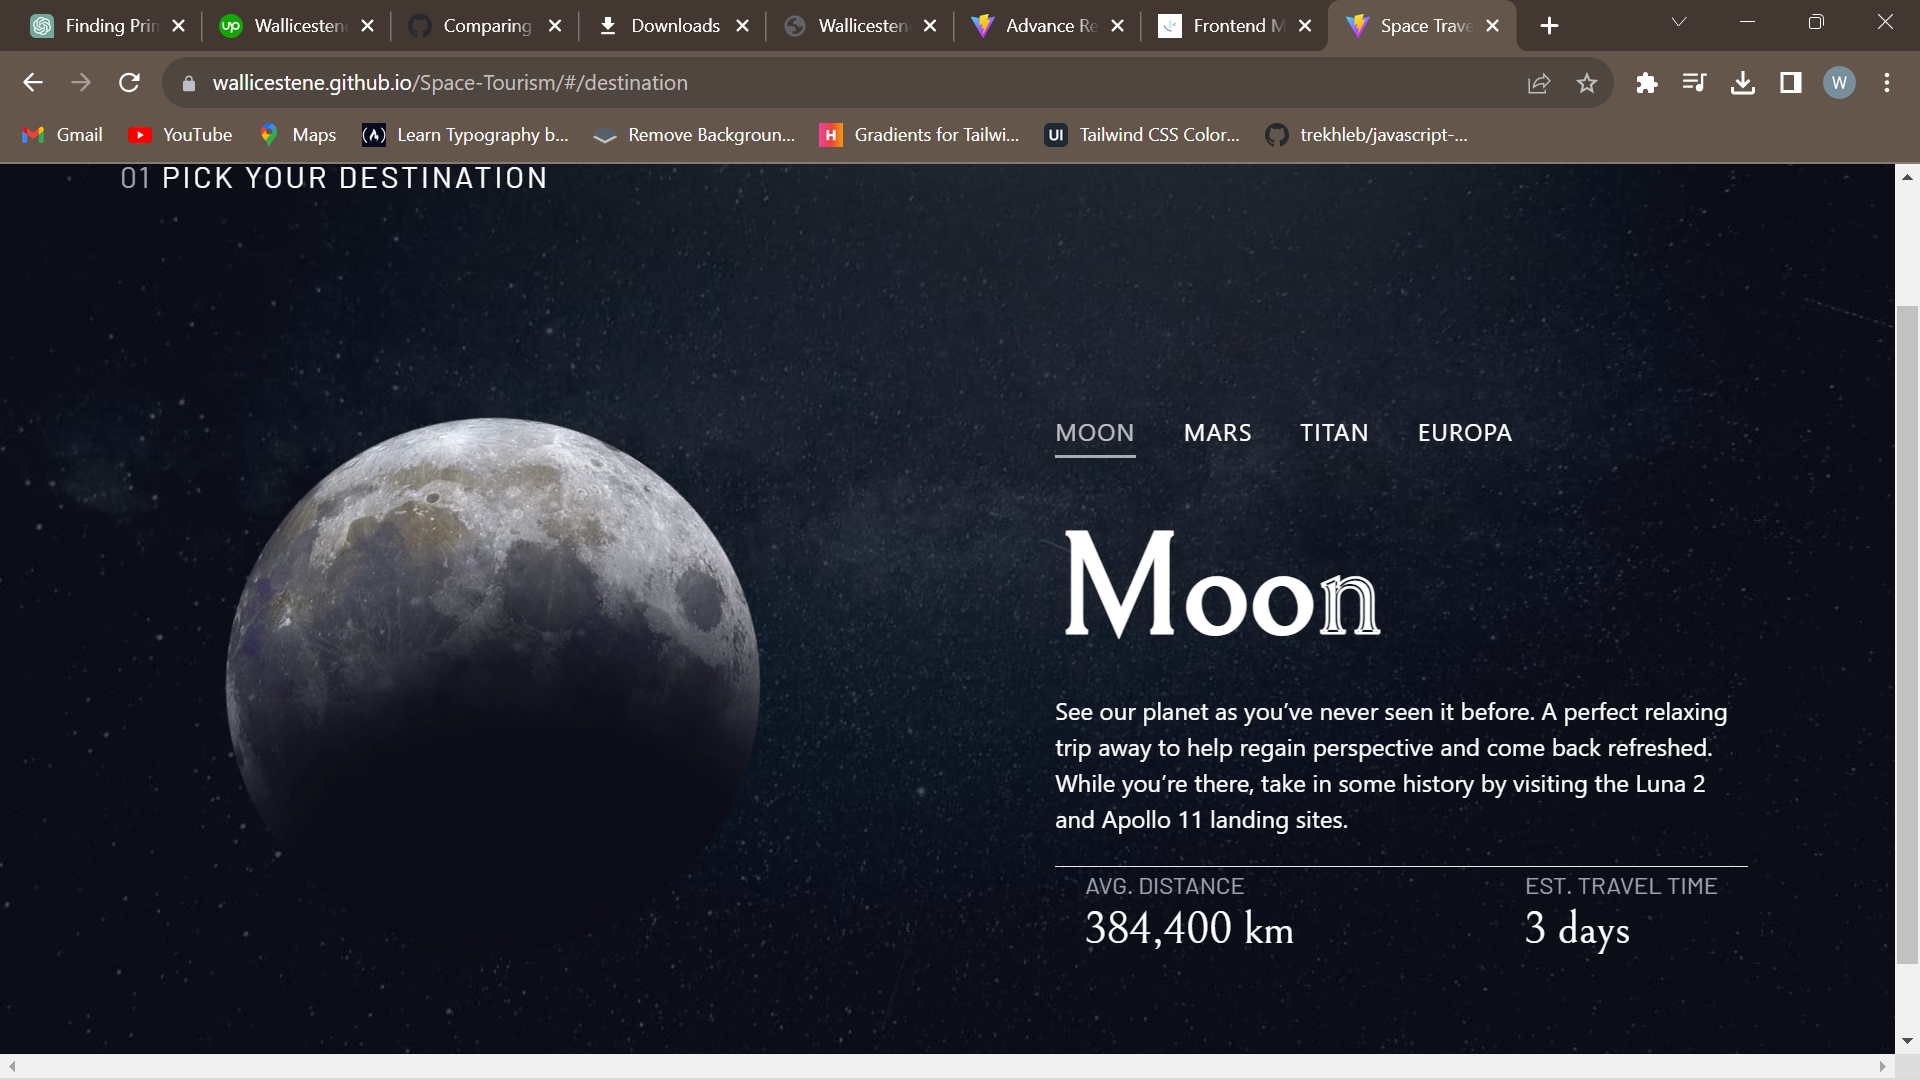 Finding Prin
Wallicesten
Comparing
Downloads
Wallicesten
Advance Re
Frontend M
Space Trave
wallicestene.github.io/Space-Tourism/#/destination
W
Gmail
YouTube
Maps
Learn Typography b...
Remove Backgroun...
Gradients for Tailwi...
Tailwind CSS Color...
trekhleb/javascript-...
01 PICK YOUR DESTINATION
MOON MARS TITAN EUROPA
Moon
See our planet as you’ve never seen it before. A perfect relaxing
trip away to help regain perspective and come back refreshed.
While you’re there, take in some history by visiting the Luna 2
and Apollo 11 landing sites.
AVG. DISTANCE
384,400 km
EST. TRAVEL TIME
3 days